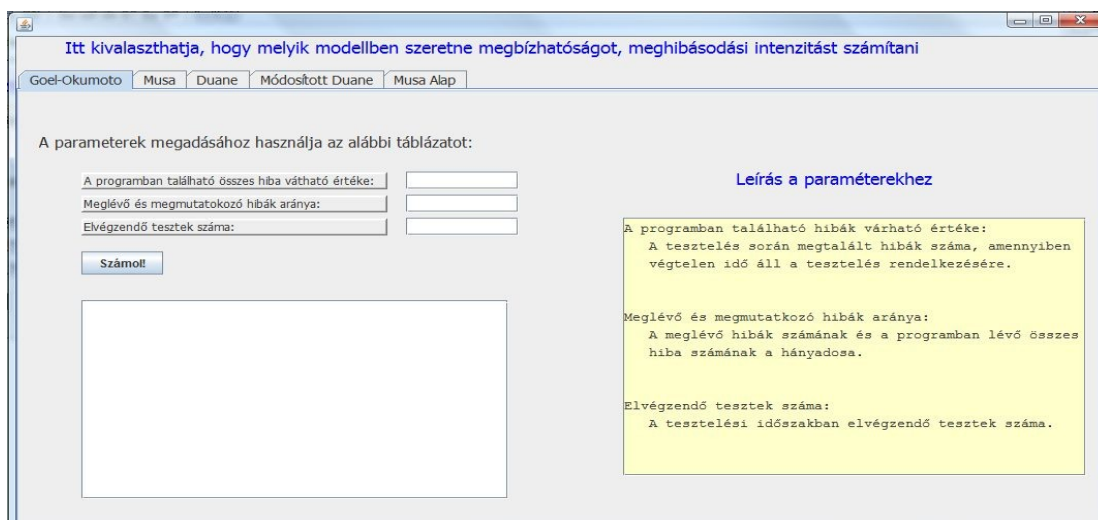 Itt kivalaszthatja, hogy melyik modellben szeretne megbízhatóságot, meghibásodási intenzitást számítani
Goel-Okumoto Musa Duane Módosított Duane Musa Alap
A parameterek megadásához használja az alábbi táblázatot:
A programban található összes hiba vátható értéke:
Meglévő és megmutatokozó hibák aránya:
Elvégzendő tesztek száma:
Számol!
Leírás a paraméterekhez
A programban található hibák várható értéke:
A tesztelés során megtalált hibák száma, amennyiben
végtelen idő áll a tesztelés rendelkezésére.
Meglévő és megmutatkozó hibák aránya:
A meglévő hibák számának és a programban lévő összes
hiba számának a hányadosa.
Elvégzendő tesztek száma:
A tesztelési időszakban elvégzendő tesztek száma.